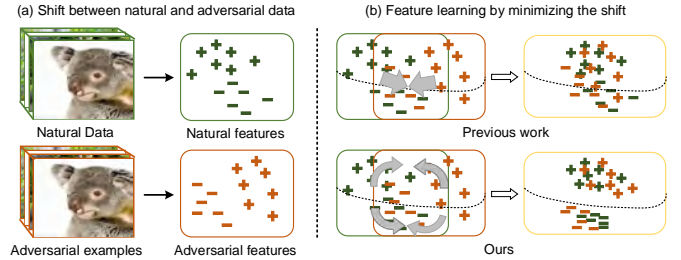 (a) Shift between natural and adversarial data
(b) Feature learning by minimizing the shift
Natural Data
Natural features
Previous work
Adversarial examples
Adversarial features
Ours